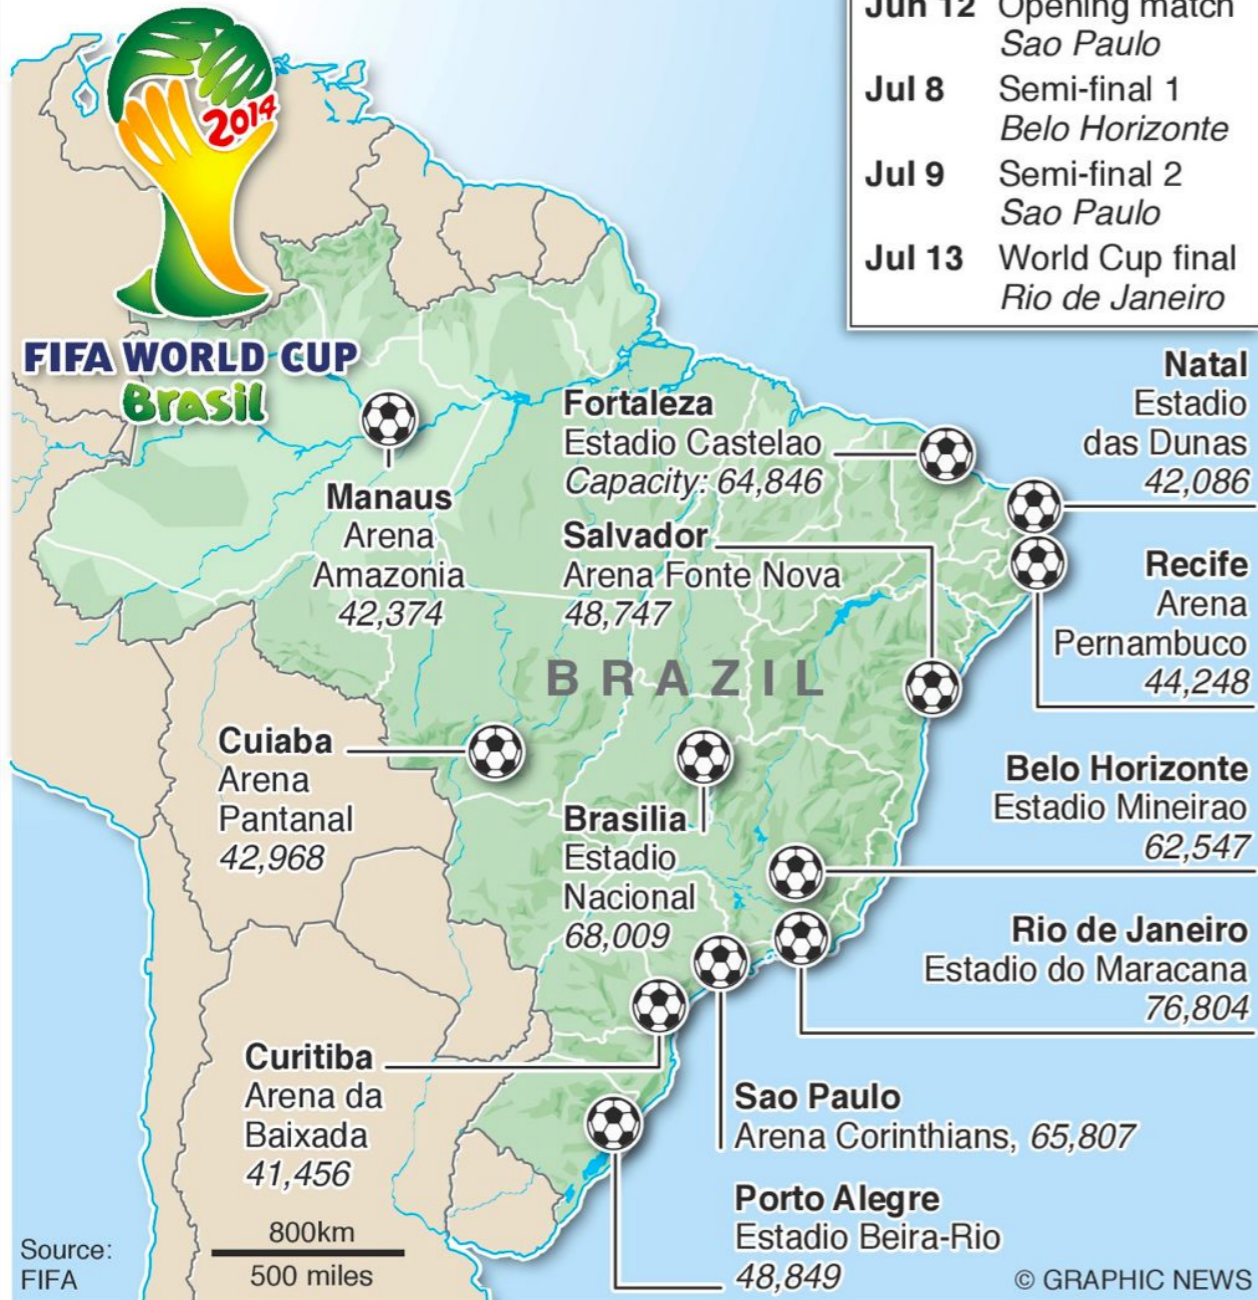 Jun 12 Opening match
Sao Paulo
Jul 8 Semi-final 1
Belo Horizonte
Jul 9 Semi-final 2
Sao Paulo
Jul 13 World Cup final
Rio de Janeiro
2014
FIFA WORLD CUP
Brasil
Natal
Estadio
das Dunas
42,086
Fortaleza
Estadio Castelao
Capacity: 64,846
Manaus
Arena
Amazonia
42,374
Salvador
Arena Fonte Nova
48,747
Recife
Arena
Pernambuco
44,248
BRAZIL
Cuiaba
Arena
Pantanal
42,968
Brasilia
Estadio
Nacional
68,009
Belo Horizonte
Estadio Mineirao
62,547
Rio de Janeiro
Estadio do Maracana
76,804
Curitiba
Arena da
Baixada
41,456
Sao Paulo
Arena Corinthians, 65,807
Porto Alegre
Estadio Beira-Rio
48,849
800km
500 miles
Source:
FIFA
© GRAPHIC NEWS